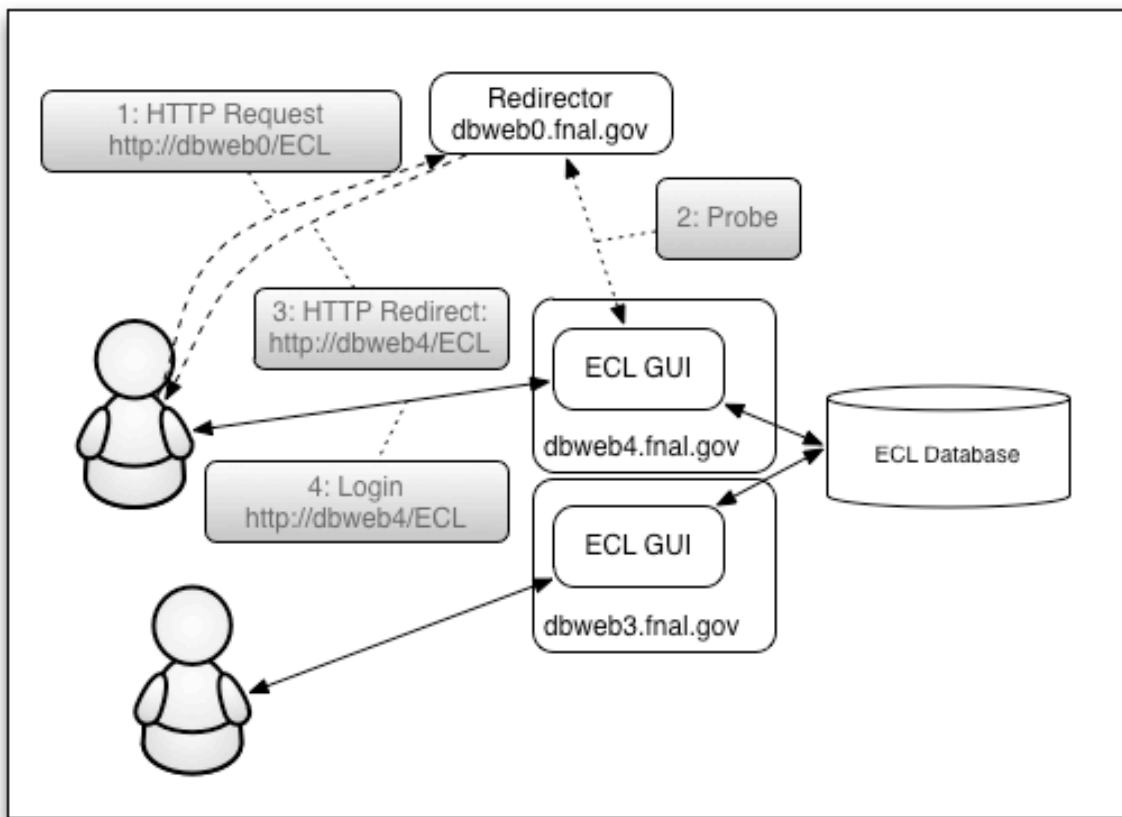 1: HTTP Request
http://dbweb0/ECL
Redirector
dbweb0.fnal.gov
2: Probe
3: HTTP Redirect:
http://dbweb4/ECL
ECL GUI
dbweb4.fnal.gov
ECL Database
4: Login
http://dbweb4/ECL
ECL GUI
dbweb3.fnal.gov